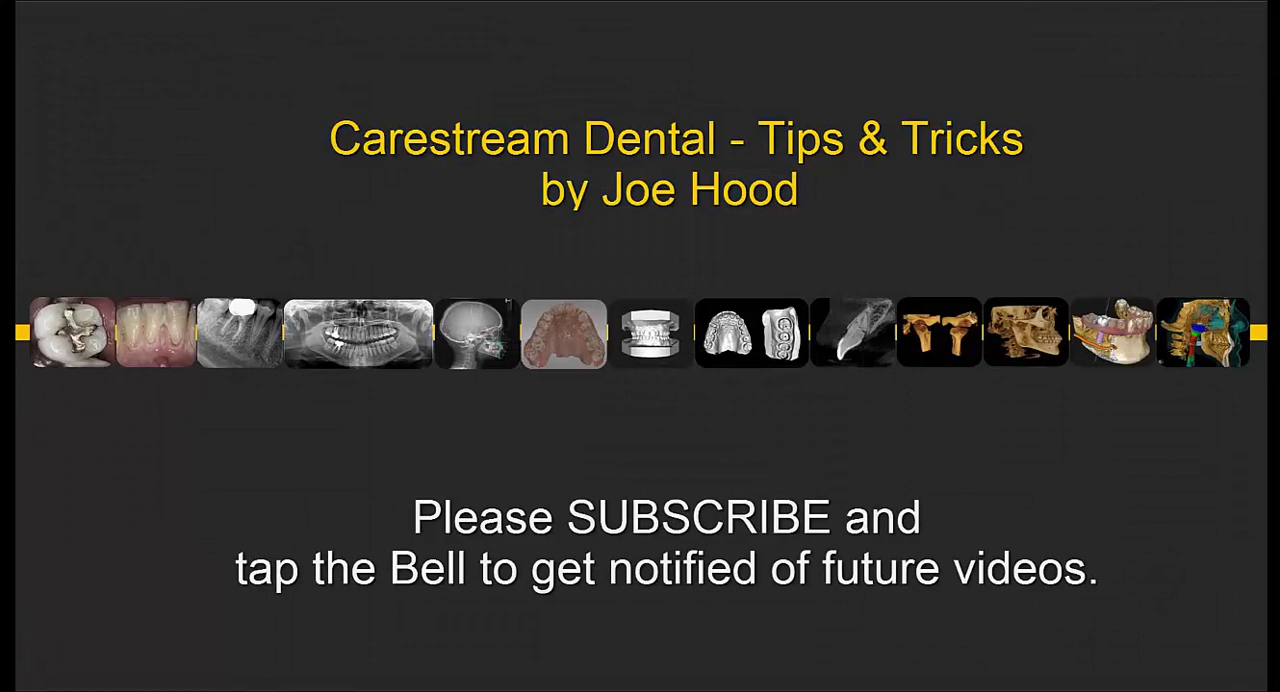 Carestream Dental - Tips & Tricks
by Joe Hood
Please SUBSCRIBE and
tap the Bell to get notified of future videos.